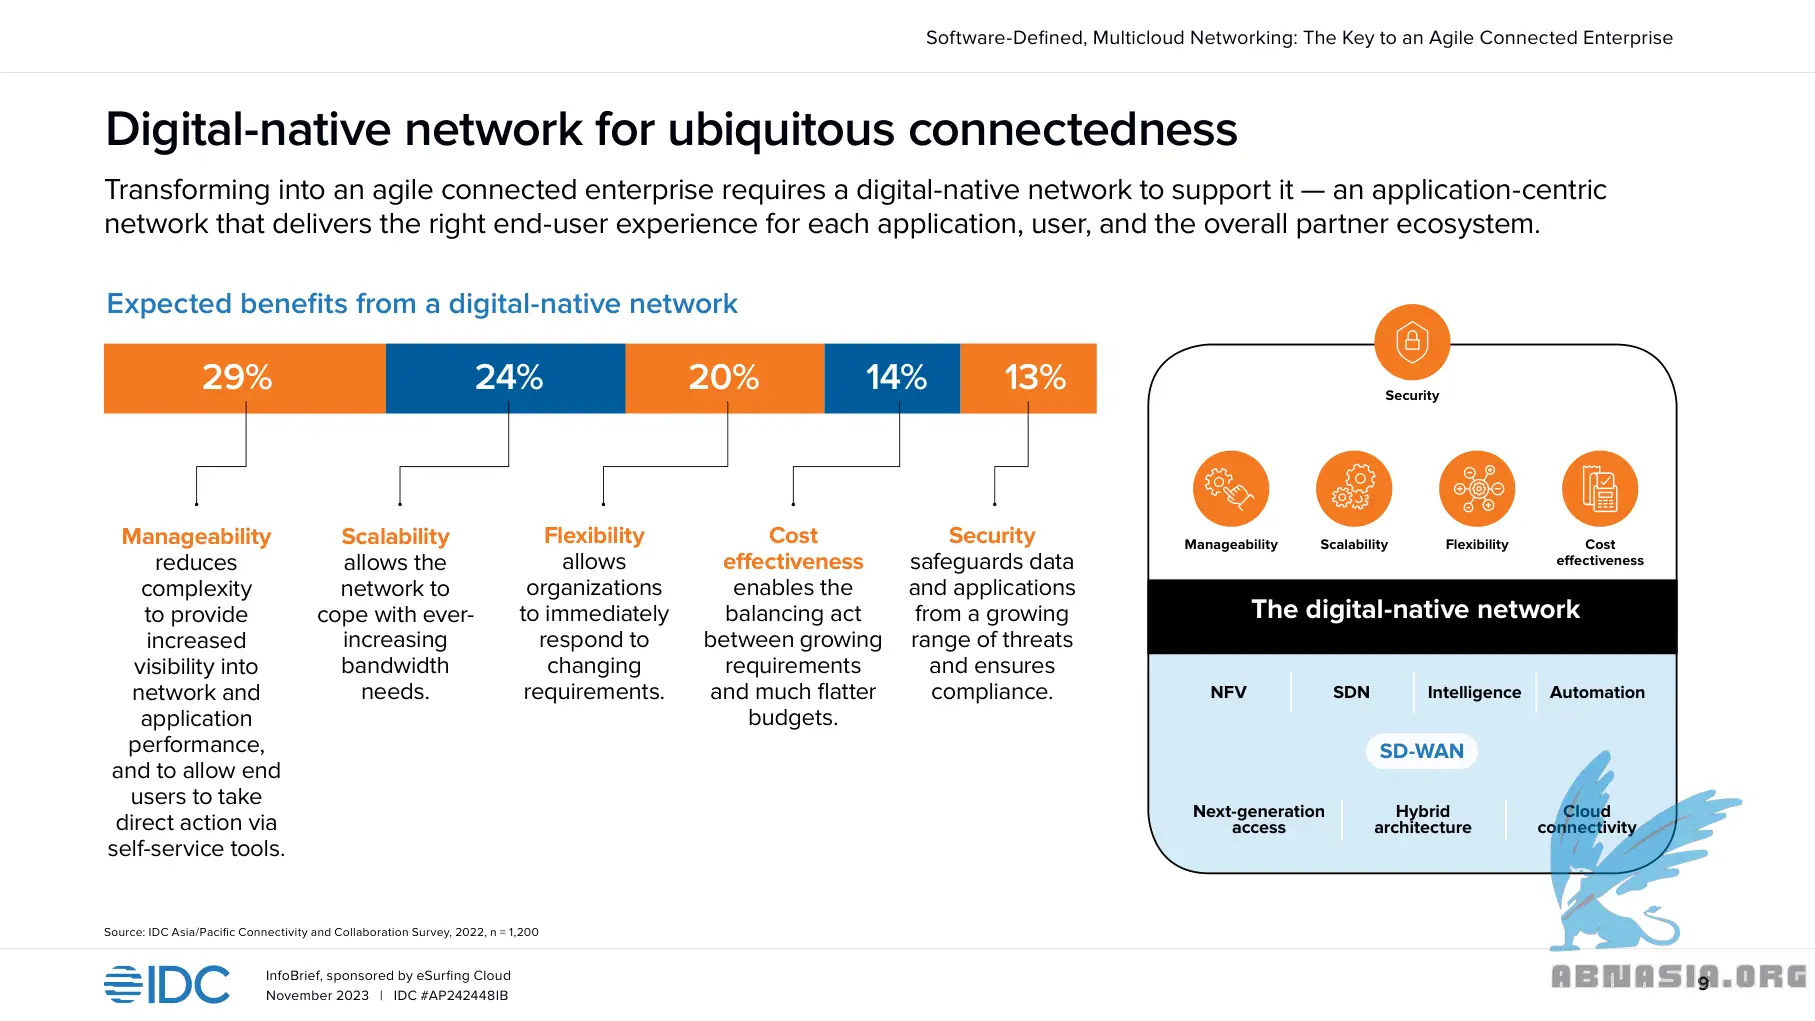 Software-Defined, Multicloud Networking: The Key to an Agile Connected Enterprise
Digital-native network for ubiquitous connectedness
Transforming into an agile connected enterprise requires a digital-native network to support it — an application-centric
network that delivers the right end-user experience for each application, user, and the overall partner ecosystem.
Expected benefits from a digital-native network
29%
24%
20%
14%
13%
Manageability
reduces
complexity
to provide
increased
visibility into
network and
application
performance,
and to allow end
users to take
direct action via
self-service tools.
Scalability
allows the
network to
cope with ever-
increasing
bandwidth
needs.
Flexibility
allows
organizations
to immediately
respond to
changing
requirements.
Cost
effectiveness
enables the
balancing act
between growing
requirements
and much flatter
budgets.
Security
safeguards data
and applications
from a growing
range of threats
and ensures
compliance.
Security
Manageability
Scalability
Flexibility
Cost
effectiveness
The digital-native network
NFV
SDN
Intelligence
Automation
SD-WAN
Next-generation
access
Hybrid
architecture
Cloud
connectivity
Source: IDC Asia/Pacific Connectivity and Collaboration Survey, 2022, n = 1,200
IDC
InfoBrief, sponsored by eSurfing Cloud
November 2023 | IDC #AP242448IB
9
ABNASIA.ORG